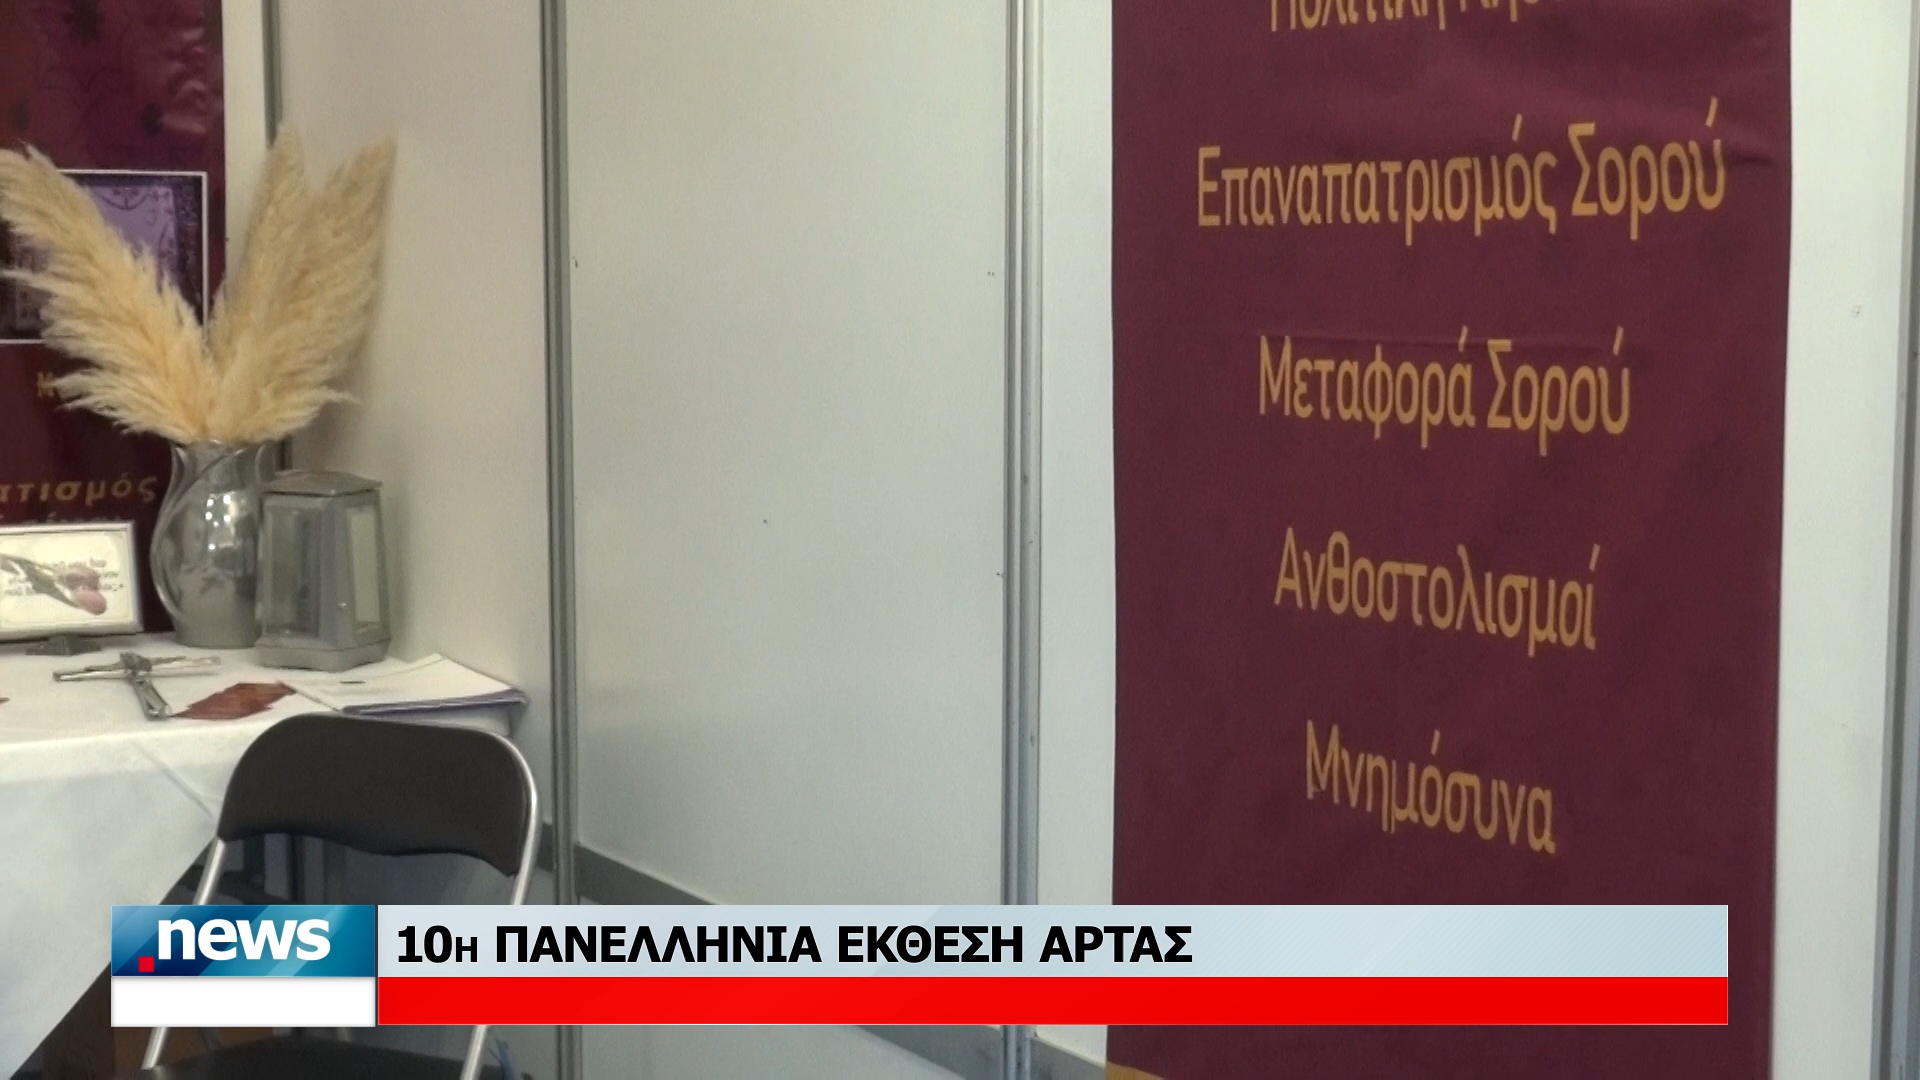 Επαναπατρισμός Σορού
Μεταφορά Σορού
Ανθοστολισμοί
Μνημόσυνα
.news
10η ΠΑΝΕΛΛΗΝΙΑ ΕΚΘΕΣΗ ΑΡΤΑΣ